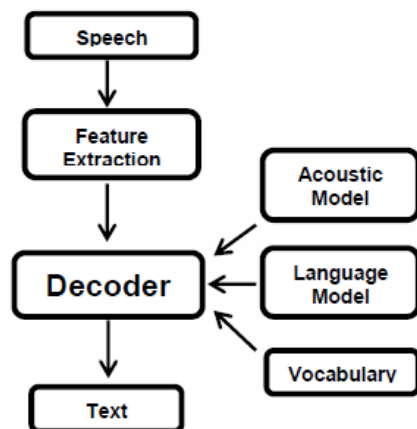 Speech
Feature
Extraction
Acoustic
Model
Decoder
Language
Model
Vocabulary
Text